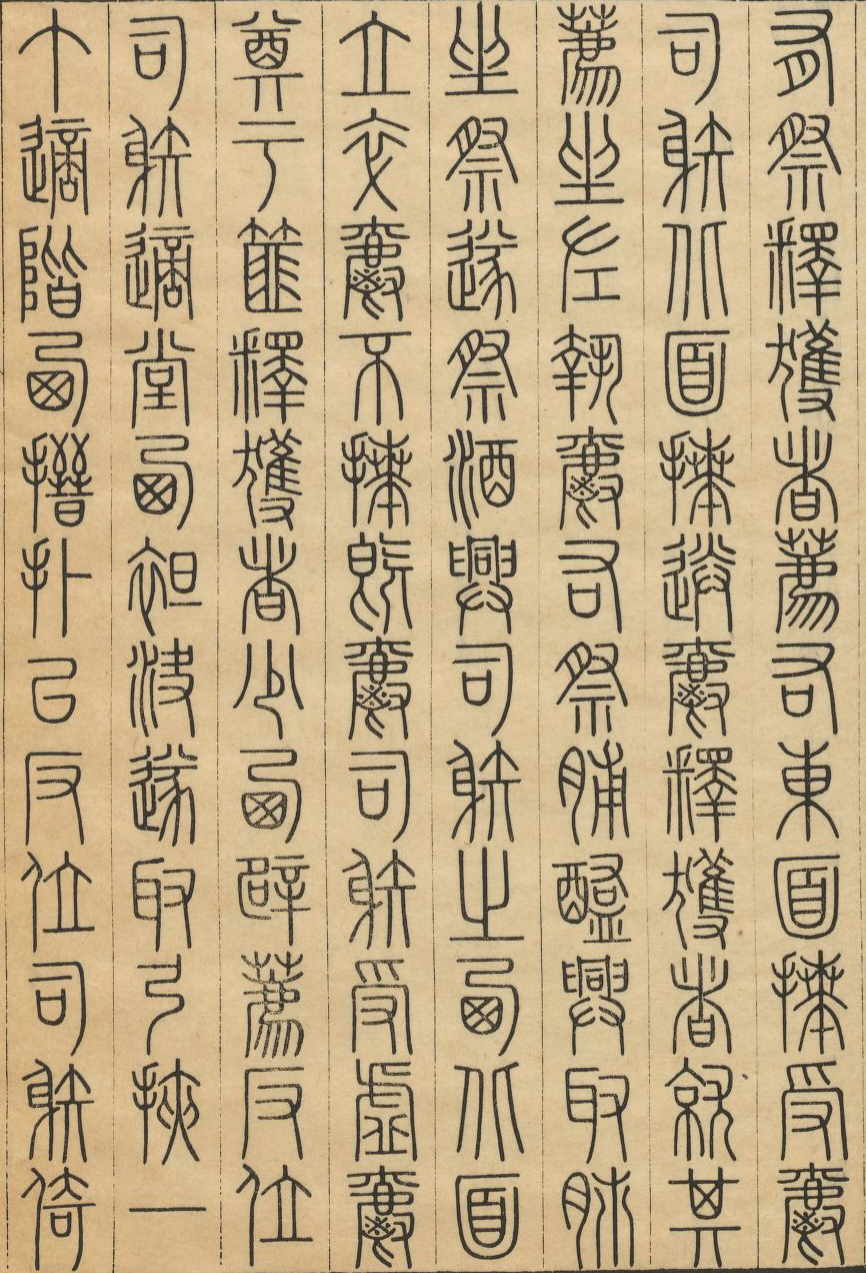 有祭釋獲者薦右東面拜受爵
司射北面拜送爵釋獲者就其
薦坐左執爵右祭脯醢興取肺
坐祭遂祭酒興司射之西北面
立卒爵不拜既爵司射受虛爵
奠于篚釋獲者少西辟薦反位
司射適堂西袒決遂取弓挾一
个適階西搢扑以反位司射倚